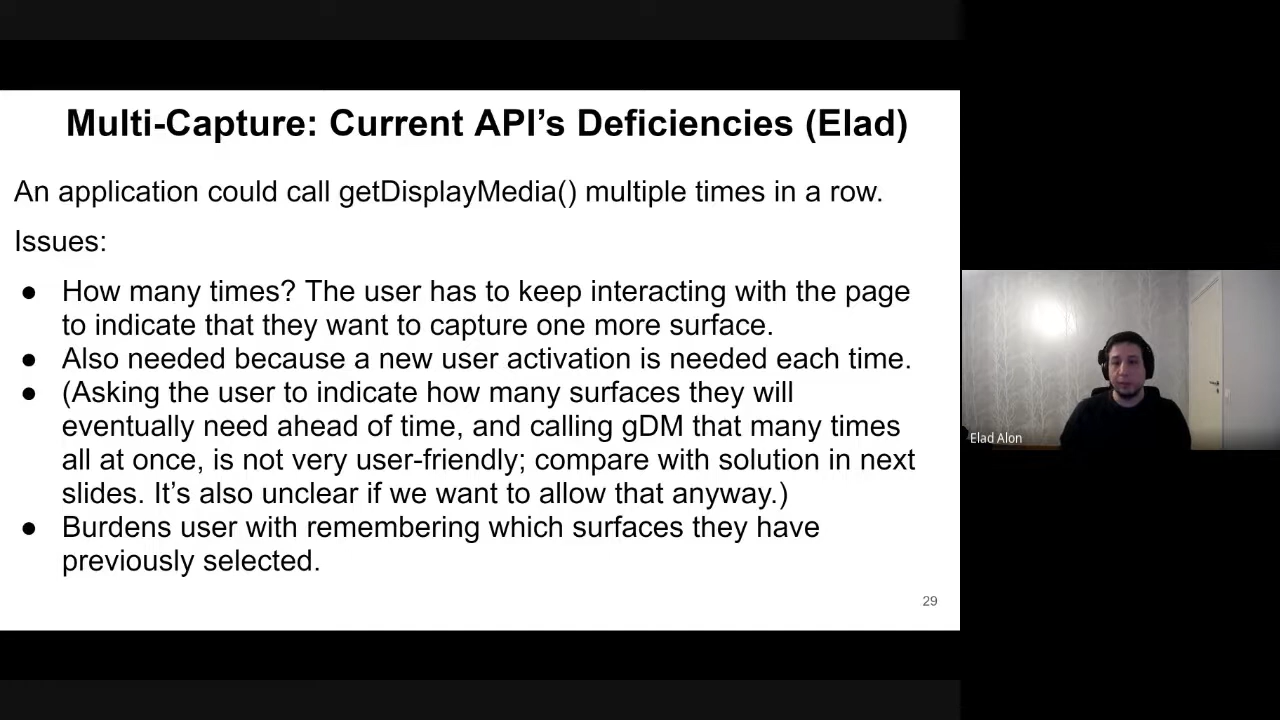 Multi-Capture: Current API’s Deficiencies (Elad)
An application could call getDisplayMedia() multiple times in a row.
Issues:
● How many times? The user has to keep interacting with the page
to indicate that they want to capture one more surface.
● Also needed because a new user activation is needed each time.
● (Asking the user to indicate how many surfaces they will
eventually need ahead of time, and calling gDM that many times
all at once, is not very user-friendly; compare with solution in next
slides. It’s also unclear if we want to allow that anyway.)
● Burdens user with remembering which surfaces they have
previously selected.
29
Elad Alon